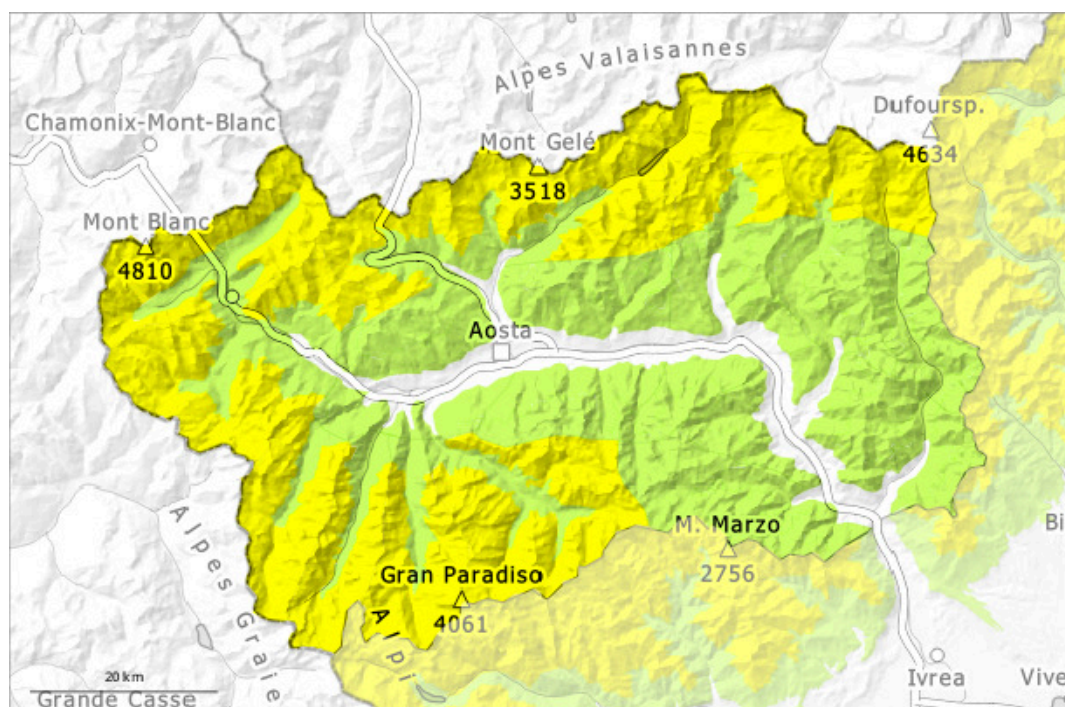 Alpes Valaisannes
Dufoursp.
4634
Chamonix-Mont-Blanc
Mont Gelé
3518
Mont Blanc
4810
Aosta
M. Marzo
2756
Bi
Gran Paradiso
4061
Alpes Graie
Alpi
20 km
Grande Casse
Ivrea
Vive